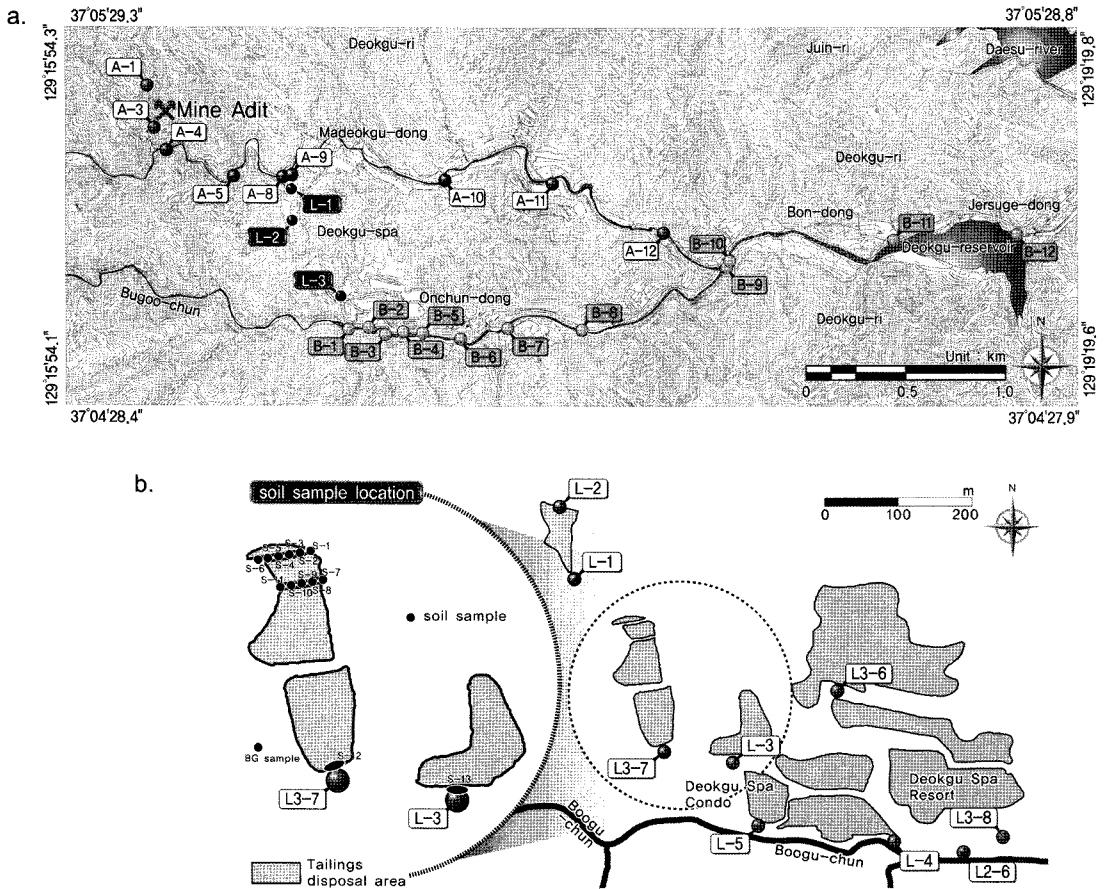 a.
37°05'29.3"
37°05'28.8"
129°15'54.3"
129°19'19.8"
Deokgu-ri
Juin-ri
Daesu-river
A-1
A-3
Mine Adit
A-4
Madeokgu-dong
A-9
Deokgu-ri
A-5
A-8
A-10
A-11
L-1
Jersuge-dong
Bon-dong
B-11
L-2
Deokgu-spa
A-12
B-10
Deokgu-reservoir
B-12
L-3
Onchun-dong
B-9
Bugoo-chun
B-2
B-5
B-8
Deokgu-ri
B-1
B-3
B-4
B-6
B-7
N
Unit : km
0
0.5
1.0
129°15'54.1"
129°19'19.6"
37°04'28.4"
37°04'27.9"
b.
soil sample location
L-2
m
0
100
200
N
S-3
S-1
S-4
S-2
S-6
S-7
S-10
S-8
L-1
soil sample
L3-6
BG sample
S-13
L3-7
L-3
L3-7
L-3
Deokgu Spa
Condo
Deokgu Spa
Resort
L3-8
Boogu
-chun
L-5
Boogu-chun
L-4
L2-6
Tailings
disposal area